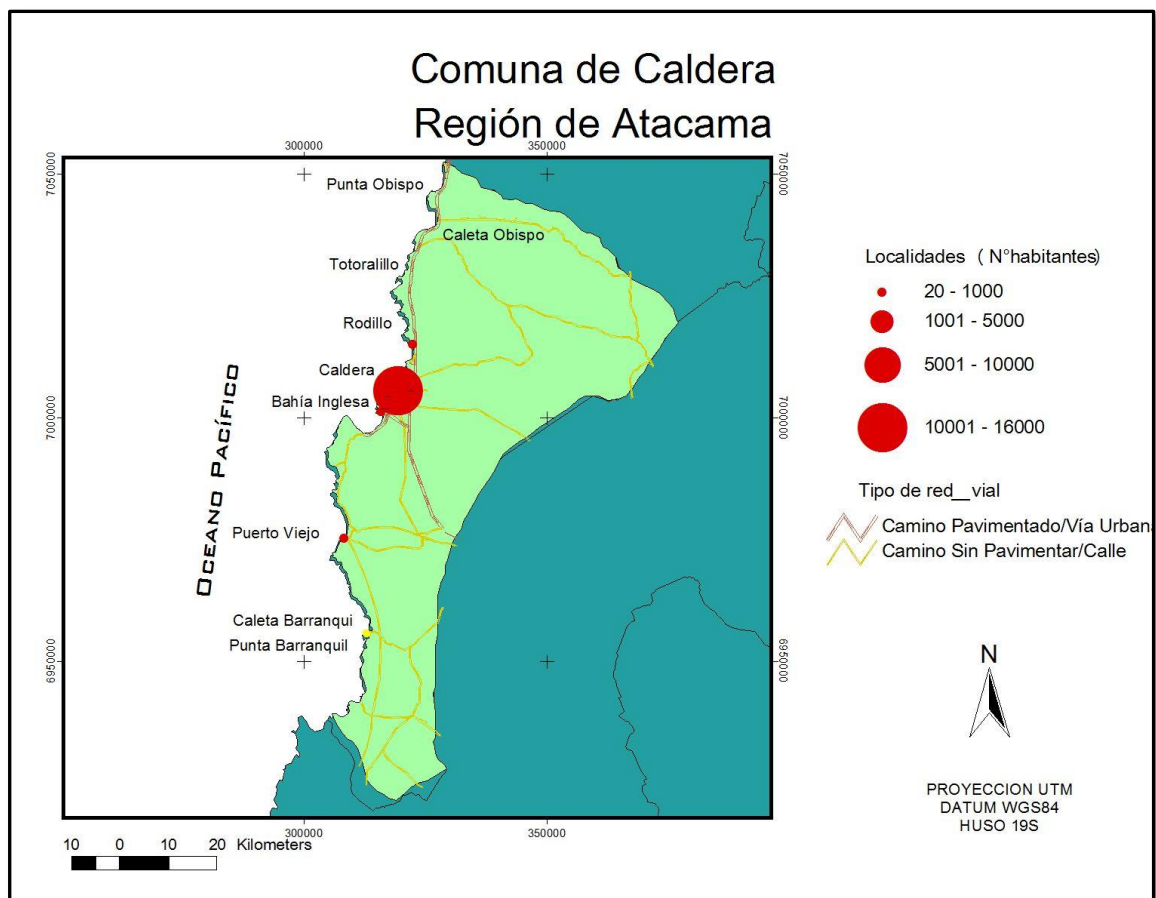 Comuna de Caldera
Región de Atacama
300000 350000
7050000 7050000
Punta Obispo
Caleta Obispo
Totoralillo
Rodillo
Caldera
Bahía Inglesa
7000000 7000000
OCEANO PACÍFICO
Puerto Viejo
Caleta Barranqui
Punta Barranquil
6950000 6950000
300000 350000
10 0 10 20 Kilometers
Localidades ( N°habitantes)
20 - 1000
1001 - 5000
5001 - 10000
10001 - 16000
Tipo de red_vial
Camino Pavimentado/Vía Urbana
Camino Sin Pavimentar/Calle
N
PROYECCION UTM
DATUM WGS84
HUSO 19S